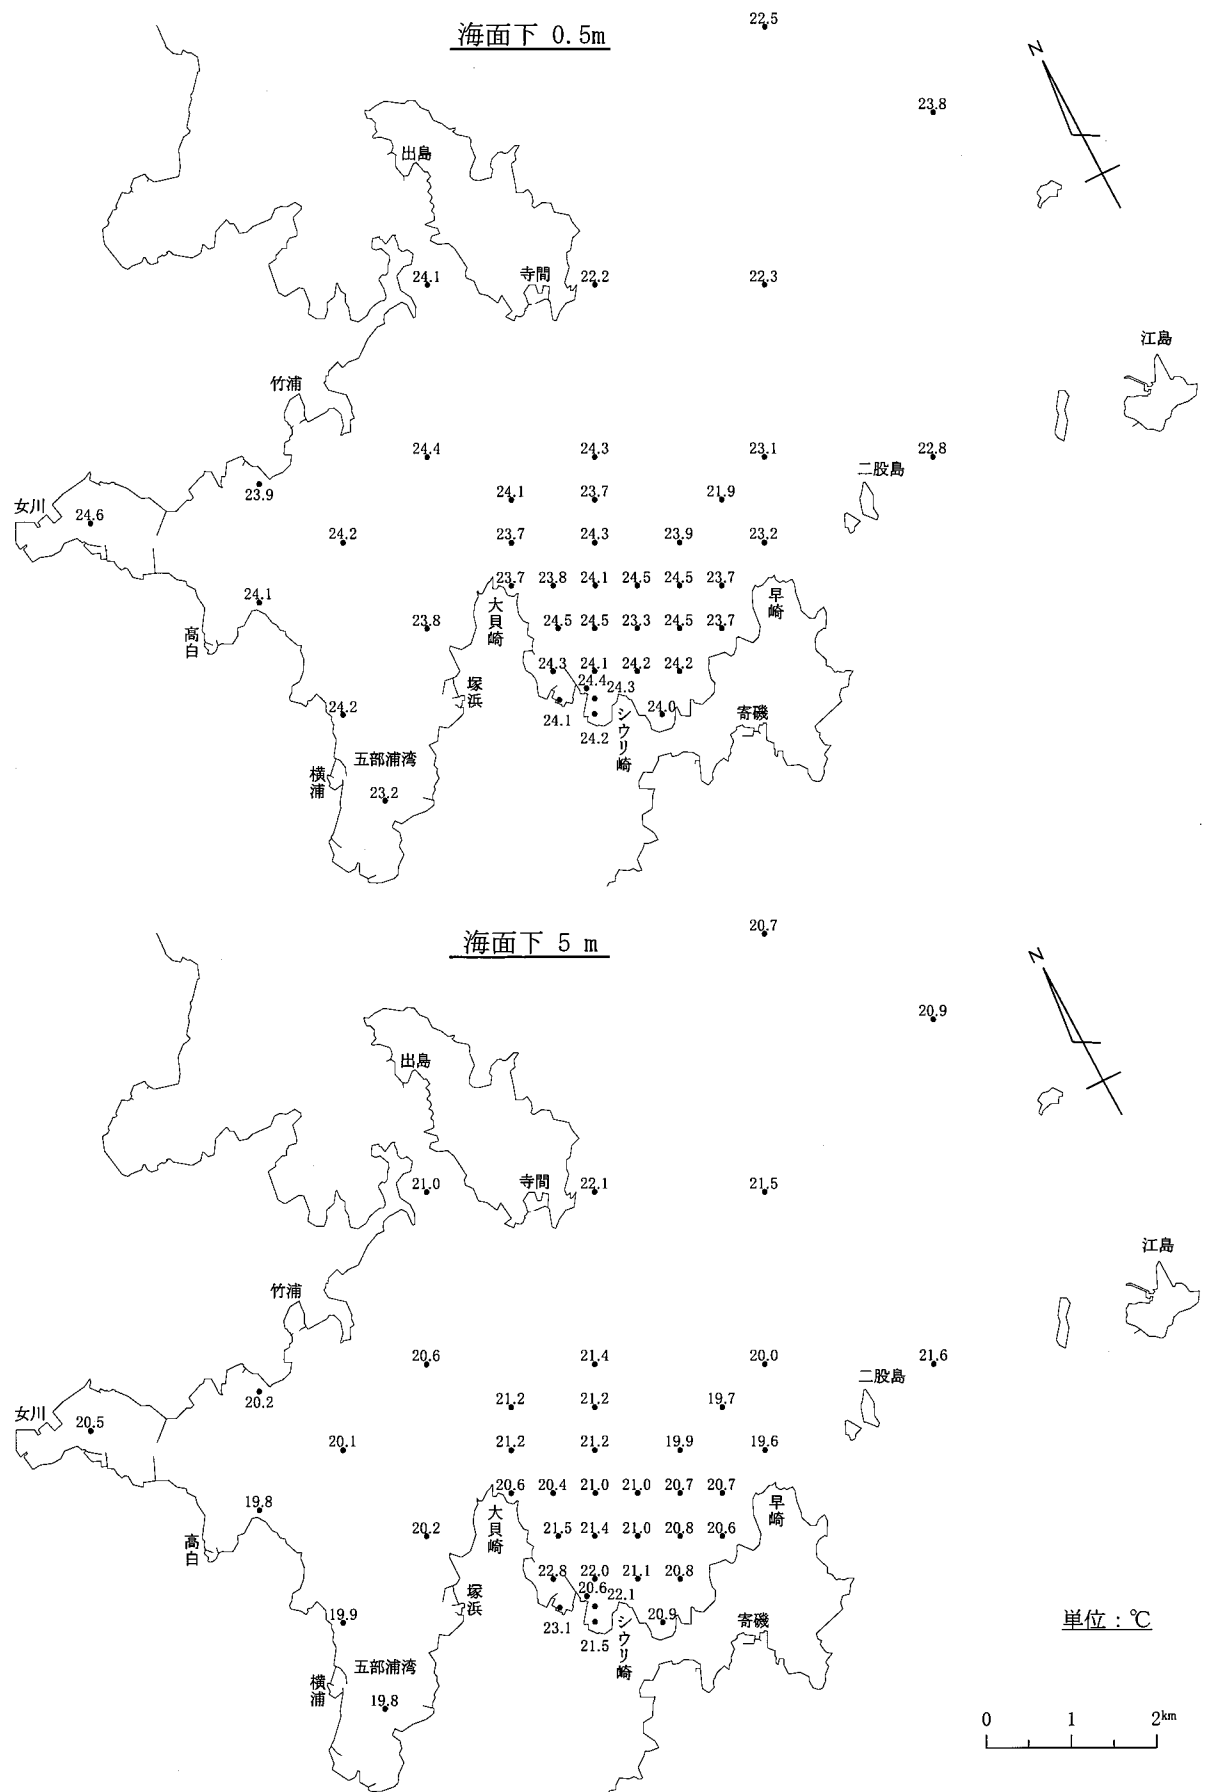 海面下 0.5m
22.5
N
23.8
出島
24.1
寺間
22.2
22.3
江島
竹浦
24.4
24.3
23.1
22.8
二股島
女川
24.6
23.9
24.1
23.7
21.9
24.2
23.7
24.3
23.9
23.2
23.7
23.8
24.1
24.5
24.5
23.7
早崎
大貝崎
24.1
23.8
24.5
24.5
23.3
24.5
23.7
高白
24.3
24.1
24.2
24.2
塚浜
24.4
24.3
24.2
24.1
24.0
シウリ崎
寄磯
24.2
五部浦湾
横浦
23.2
20.7
海面下 5 m
N
20.9
出島
21.0
寺間
22.1
21.5
江島
竹浦
20.6
21.4
20.0
21.6
二股島
女川
20.5
20.2
21.2
21.2
19.7
20.1
21.2
21.2
19.9
19.6
20.6
20.4
21.0
21.0
20.7
20.7
早崎
大貝崎
19.8
20.2
21.5
21.4
21.0
20.8
20.6
高白
22.8
22.0
21.1
20.8
塚浜
20.6
22.1
19.9
23.1
20.9
シウリ崎
寄磯
単位：℃
21.5
五部浦湾
横浦
19.8
0 1 2km